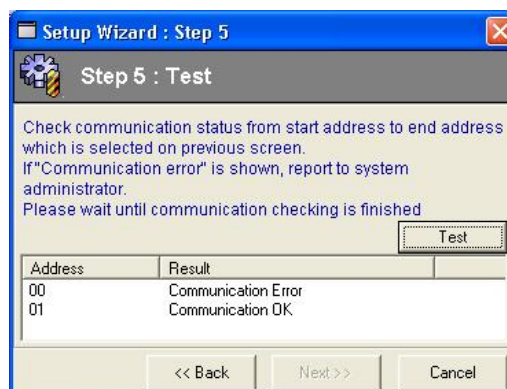 Setup Wizard : Step 5
Step 5 : Test
Check communication status from start address to end address
which is selected on previous screen.
If "Communication error" is shown, report to system
administrator.
Please wait until communication checking is finished
Test
Address Result
00 Communication Error
01 Communication OK
<< Back Next >> Cancel